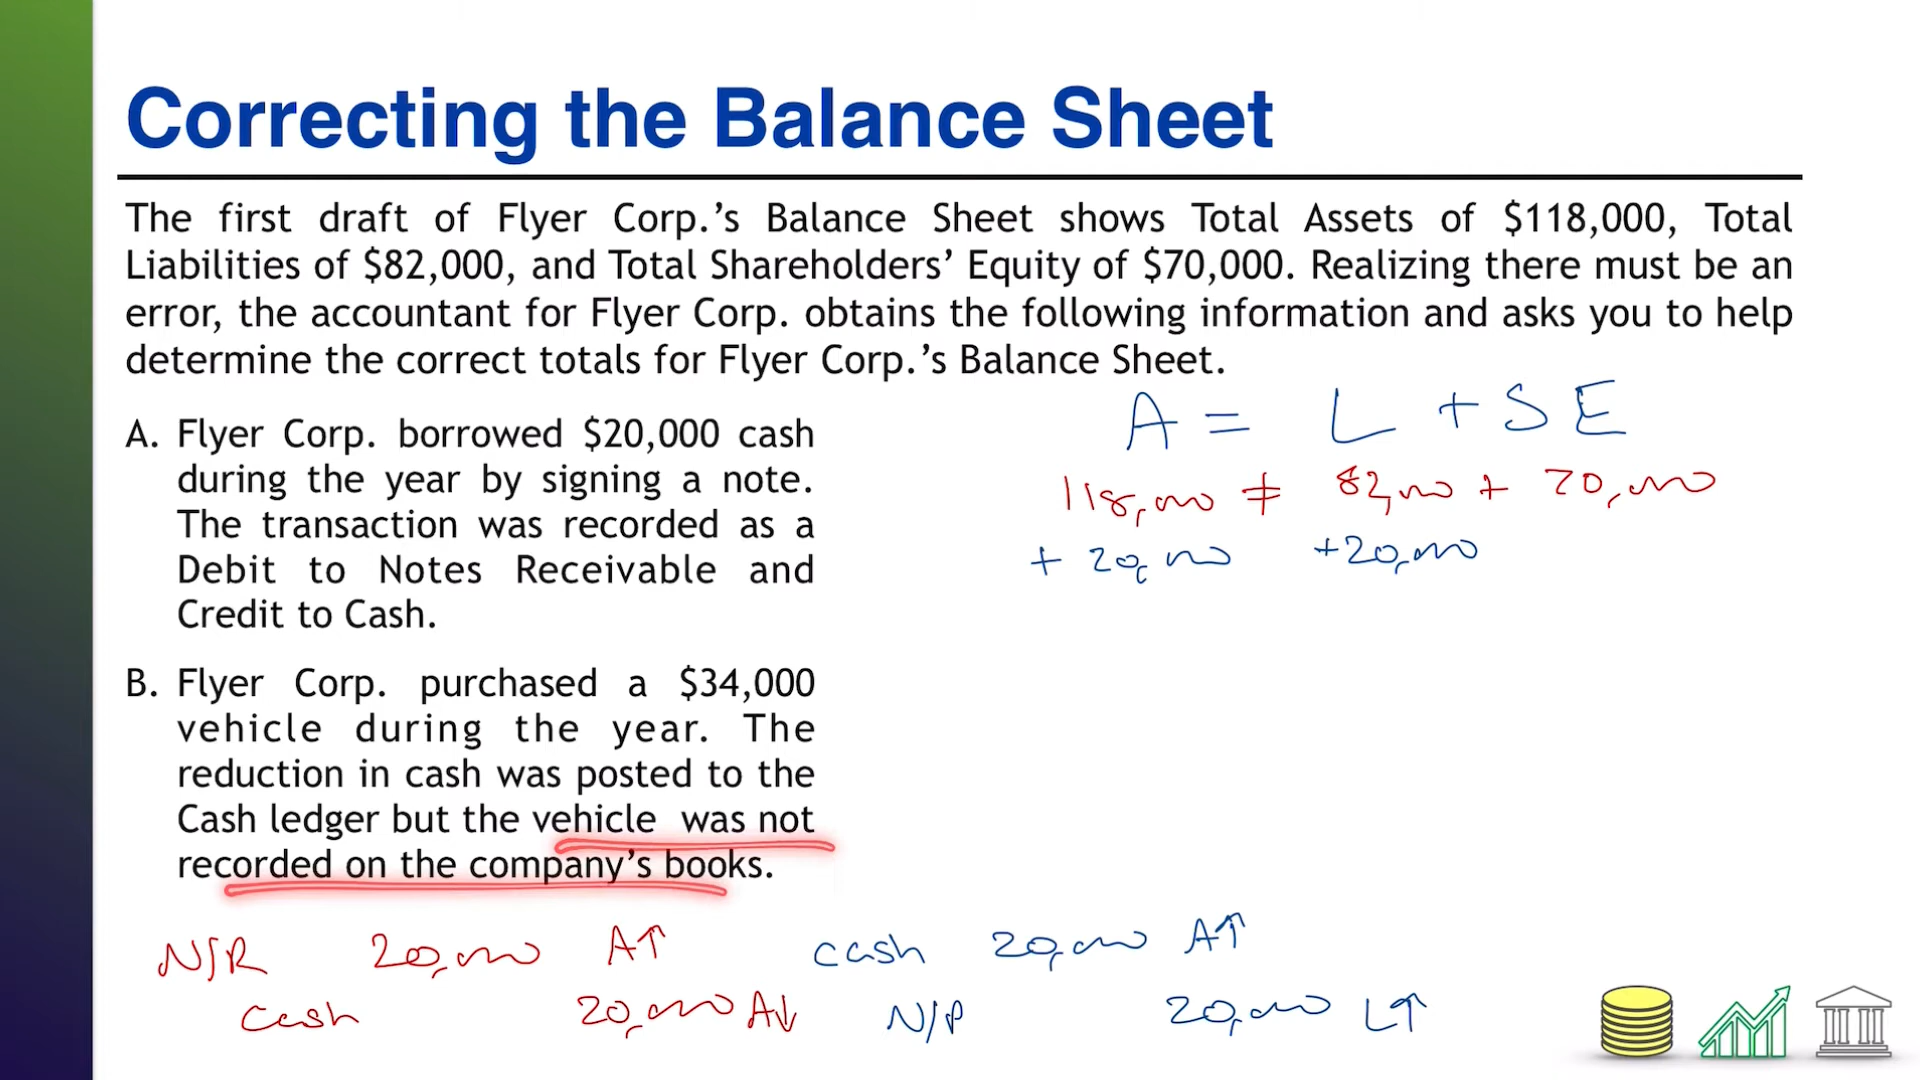 Correcting the Balance Sheet
The first draft of Flyer Corp.’s Balance Sheet shows Total Assets of $118,000, Total
Liabilities of $82,000, and Total Shareholders’ Equity of $70,000. Realizing there must be an
error, the accountant for Flyer Corp. obtains the following information and asks you to help
determine the correct totals for Flyer Corp.’s Balance Sheet.
A. Flyer Corp. borrowed $20,000 cash
during the year by signing a note.
The transaction was recorded as a
Debit to Notes Receivable and
Credit to Cash.
B. Flyer Corp. purchased a $34,000
vehicle during the year. The
reduction in cash was posted to the
Cash ledger but the vehicle was not
recorded on the company’s books.
A = L + SE
118,000 ≠ 82,000 + 70,000
+ 20,000 +20,000
N/R 20,000 A↑
cash 20,000 A↓
cash 20,000 A↑
N/P 20,000 L↑